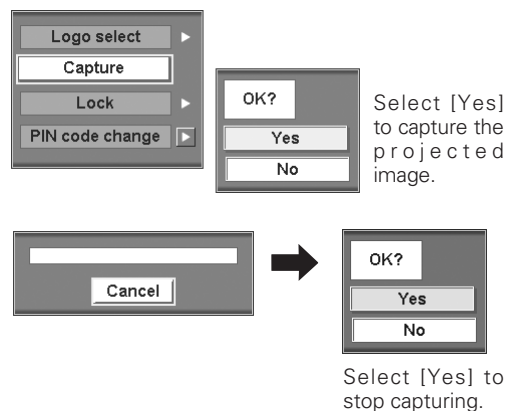 Logo select
Capture
Lock
PIN code change
OK?
Yes
No
Select [Yes]
to capture the
projected
image.
Cancel
OK?
Yes
No
Select [Yes] to
stop capturing.